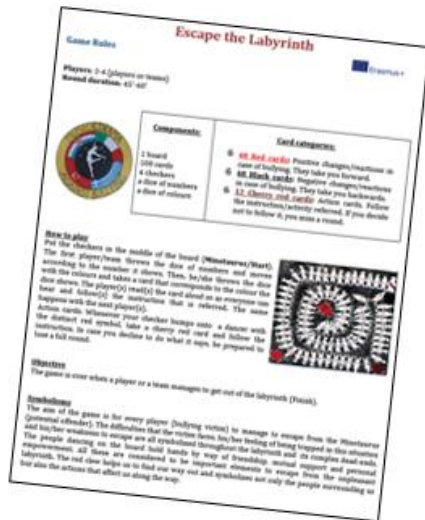 Escape the Labyrinth
Game Rules
Erasmus+
Players: 2-4 (players or teams)
Round duration: 45'-60'
Components:
1 board
108 cards
4 checkers
a dice of numbers
a dice of colours
Card categories:
Red cards: Positive changes/reactions in
case of bullying. They take you forward.
Black cards: Negative changes/reactions
in case of bullying. They take you backwards.
12 Cherry red cards: Action cards. Follow
the instruction/activity referred. If you decide
not to follow it, you miss a round.
How to play
Put the checkers in the middle of the board (Minotaurus/Start).
The first player/team throws the dice of numbers and moves
according to the number it shows. Then, he/she throws the dice
with the colours and takes a card that corresponds to the colour the
dice shows. The player(s) read(s) the card aloud so as everyone can
hear and follow(s) the instruction that is referred. The same
happens with the next player(s).
Action cards: Whenever your checker bumps onto a dancer with
the distinct red symbol, take a cherry red card and follow the
instruction. In case you decline to do what it says, be prepared to
lose a full round.
Objective
The game is over when a player or a team manages to get out of the labyrinth (Finish).
Symbolisms
The aim of the game is for every player (bullying victim) to manage to escape from the Minotaur
(potential offender). The difficulties that the victim faces, his/her feeling of being trapped in this situation
and his/her weakness to escape are all symbolised throughout the labyrinth and its complex dead-ends.
The people dancing on the board hold hands by way of friendship, mutual support and personal
empowerment. All these are considered to be important elements to escape from the unpleasant
labyrinth. The red clew helps us to find our way out and symbolises not only the people surrounding us
but also the actions that affect us along the way.